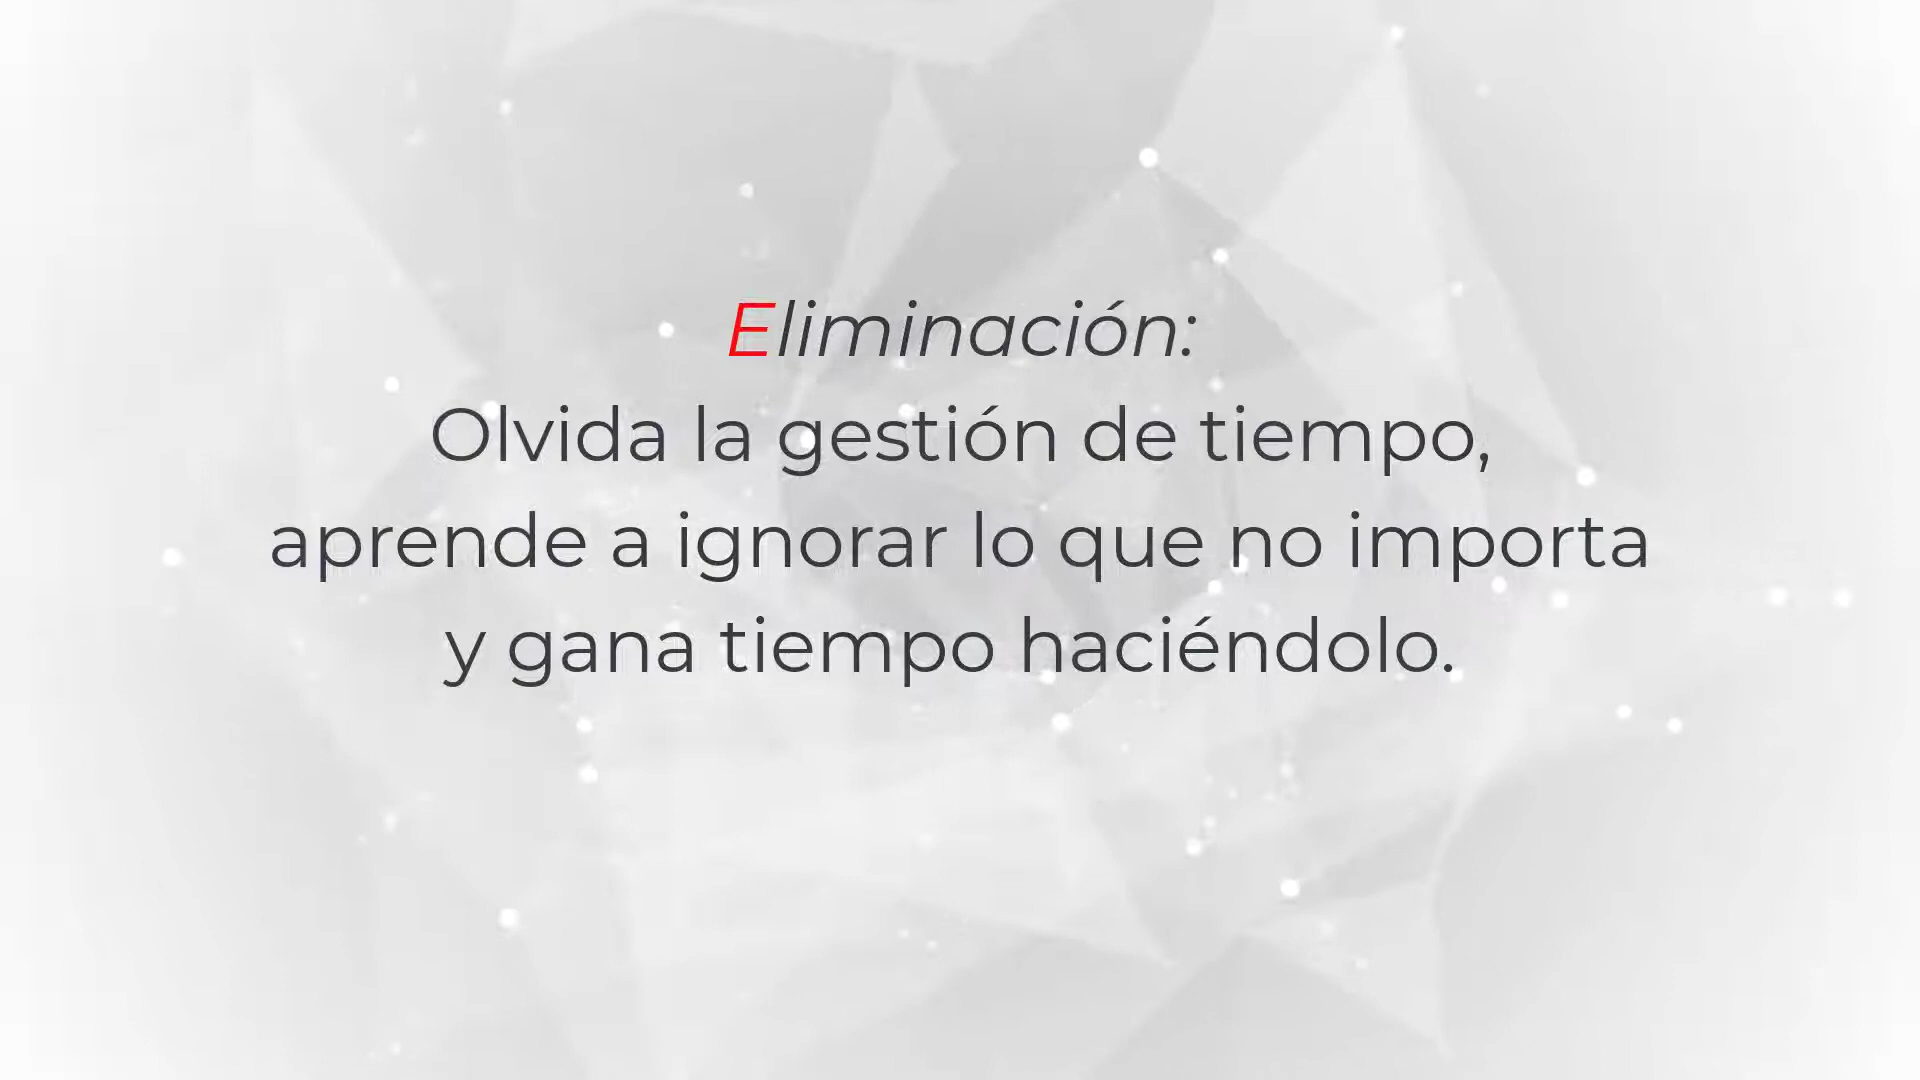 Eliminación:
Olvida la gestión de tiempo,
aprende a ignorar lo que no importa
y gana tiempo haciéndolo.